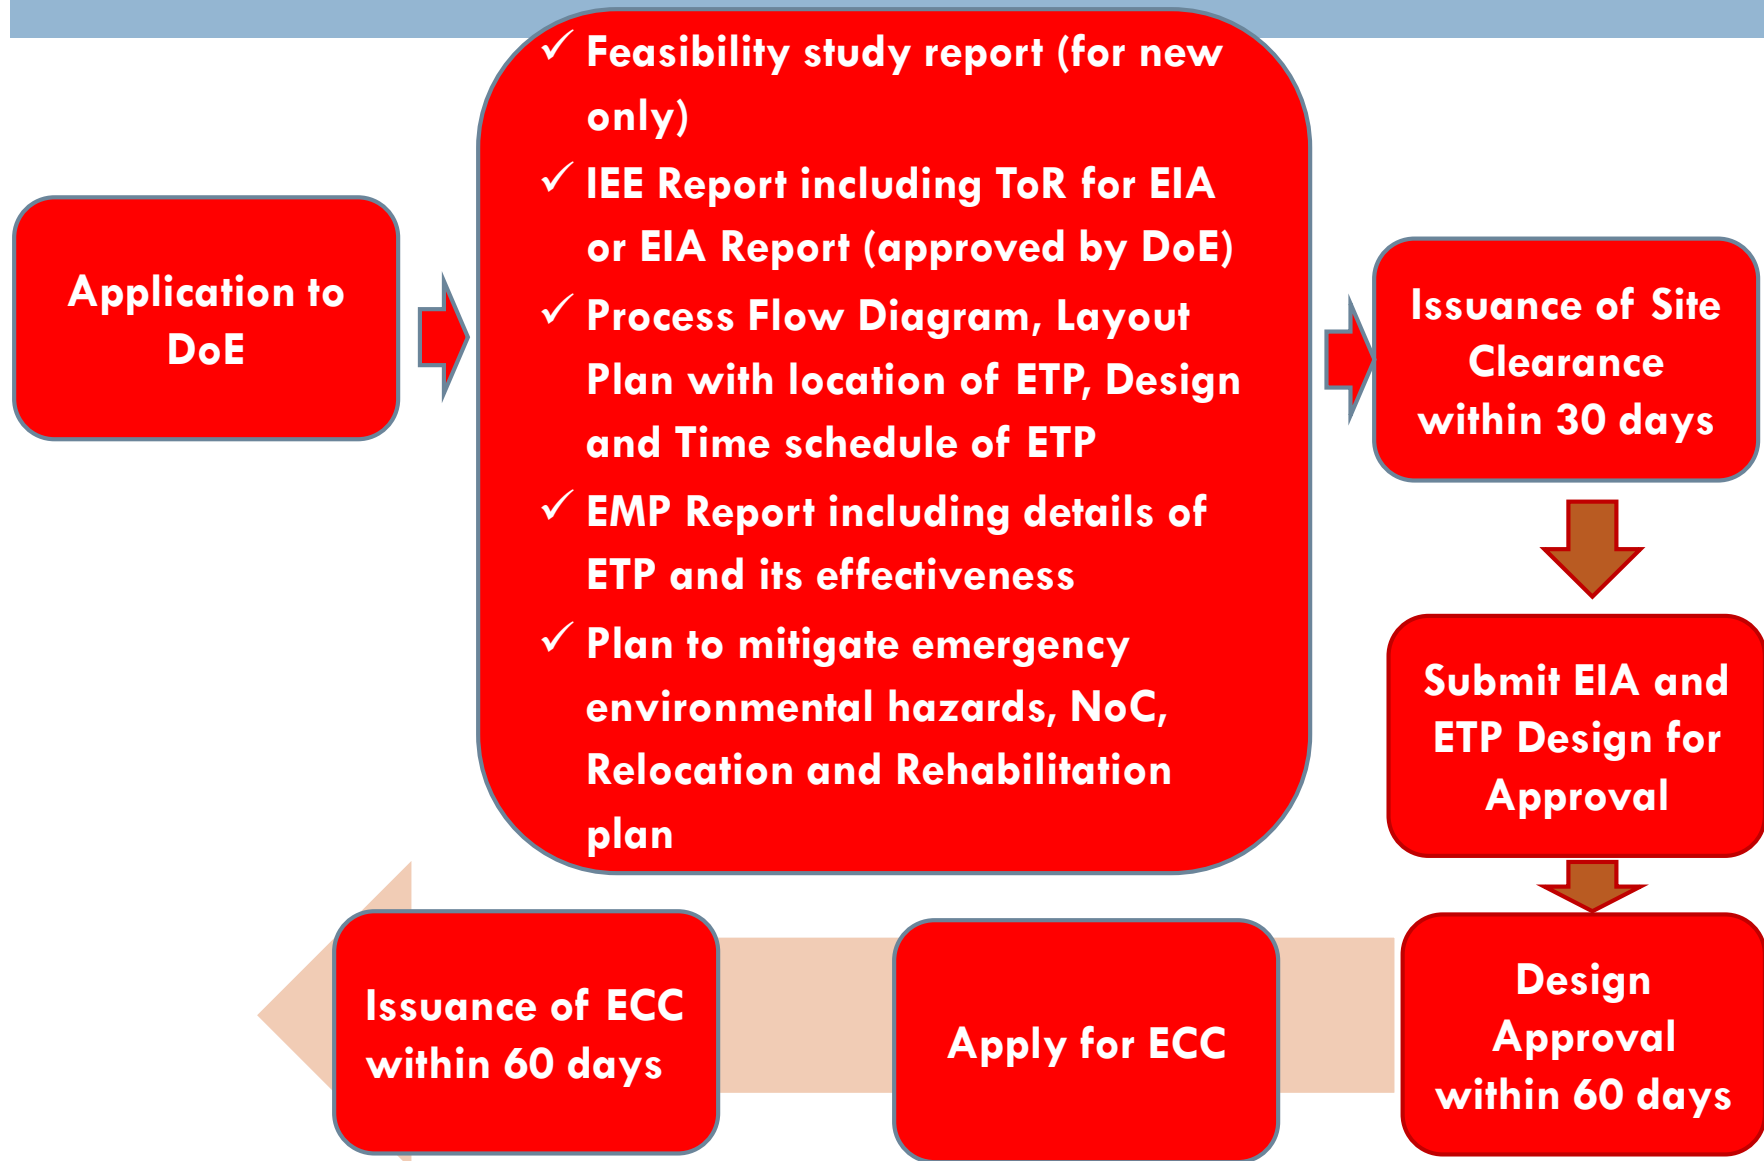 Application to
DoE
✓ Feasibility study report (for new
only)
✓ IEE Report including ToR for EIA
or EIA Report (approved by DoE)
✓ Process Flow Diagram, Layout
Plan with location of ETP, Design
and Time schedule of ETP
✓ EMP Report including details of
ETP and its effectiveness
✓ Plan to mitigate emergency
environmental hazards, NoC,
Relocation and Rehabilitation
plan
Issuance of Site
Clearance
within 30 days
Submit EIA and
ETP Design for
Approval
Design
Approval
within 60 days
Apply for ECC
Issuance of ECC
within 60 days